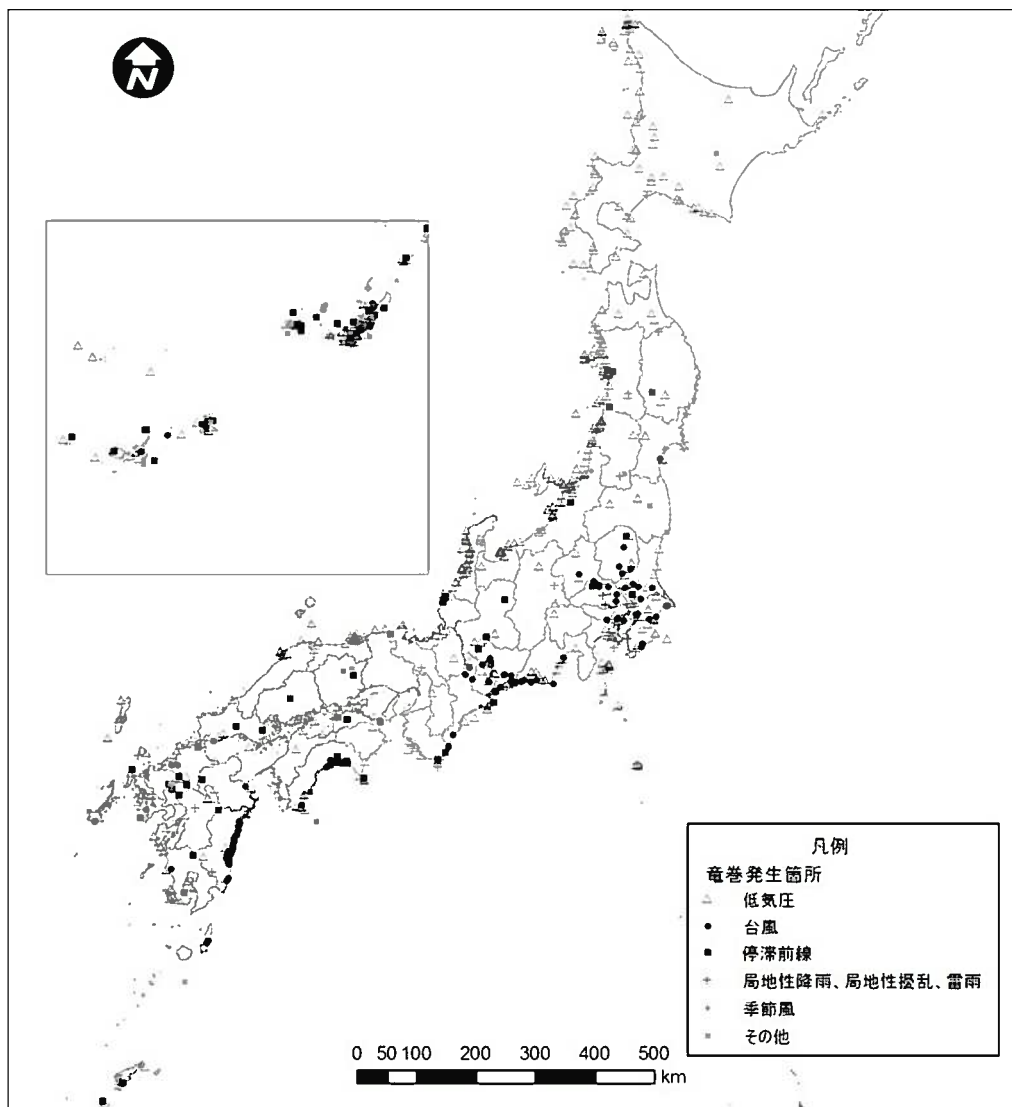 N
凡例
竜巻発生箇所
低気圧
台風
停滞前線
局地性降雨、局地性擾乱、雷雨
季節風
その他
0 50 100 200 300 400 500
km